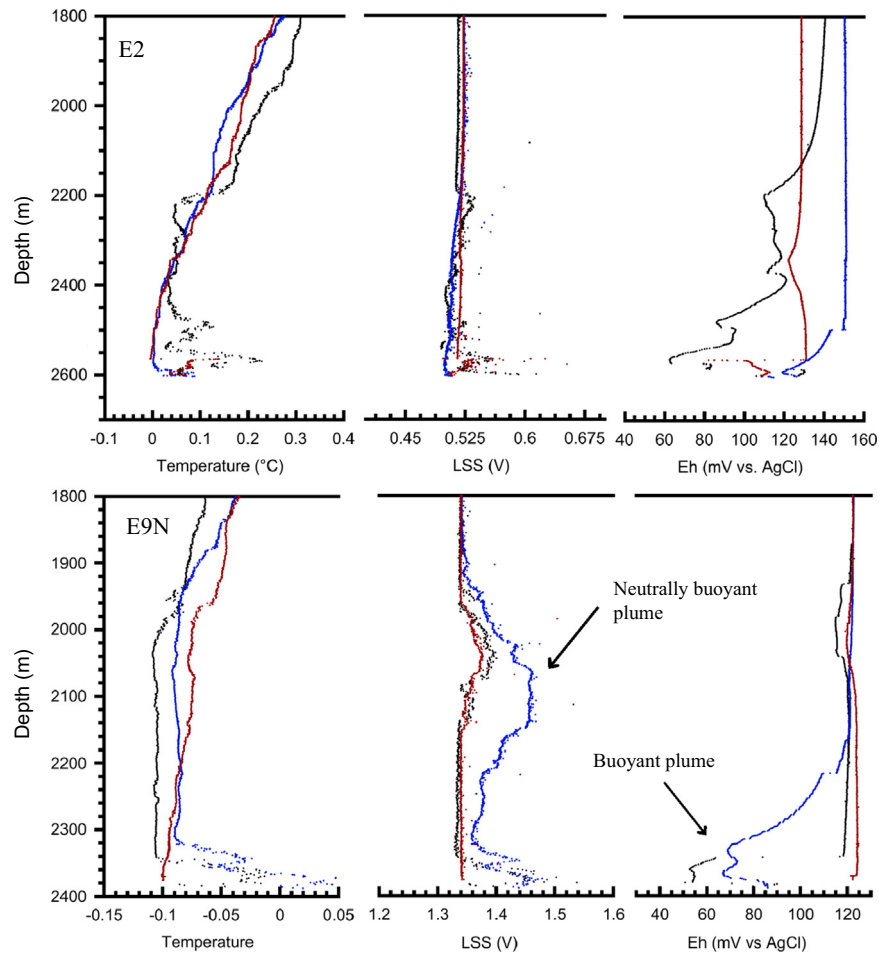 E2
Depth (m)
1800
2000
2200
2400
2600
-0.1 0 0.1 0.2 0.3 0.4
0.45 0.525 0.6 0.675
40 60 80 100 120 140 160
Temperature (°C)
LSS (V)
Eh (mV vs. AgCl)
E9N
Depth (m)
1800
1900
2000
2100
2200
2300
2400
Neutrally buoyant
plume
Buoyant plume
-0.15 -0.1 -0.05 0 0.05
1.2 1.3 1.4 1.5 1.6
40 60 80 100 120
Temperature
LSS (V)
Eh (mV vs AgCl)